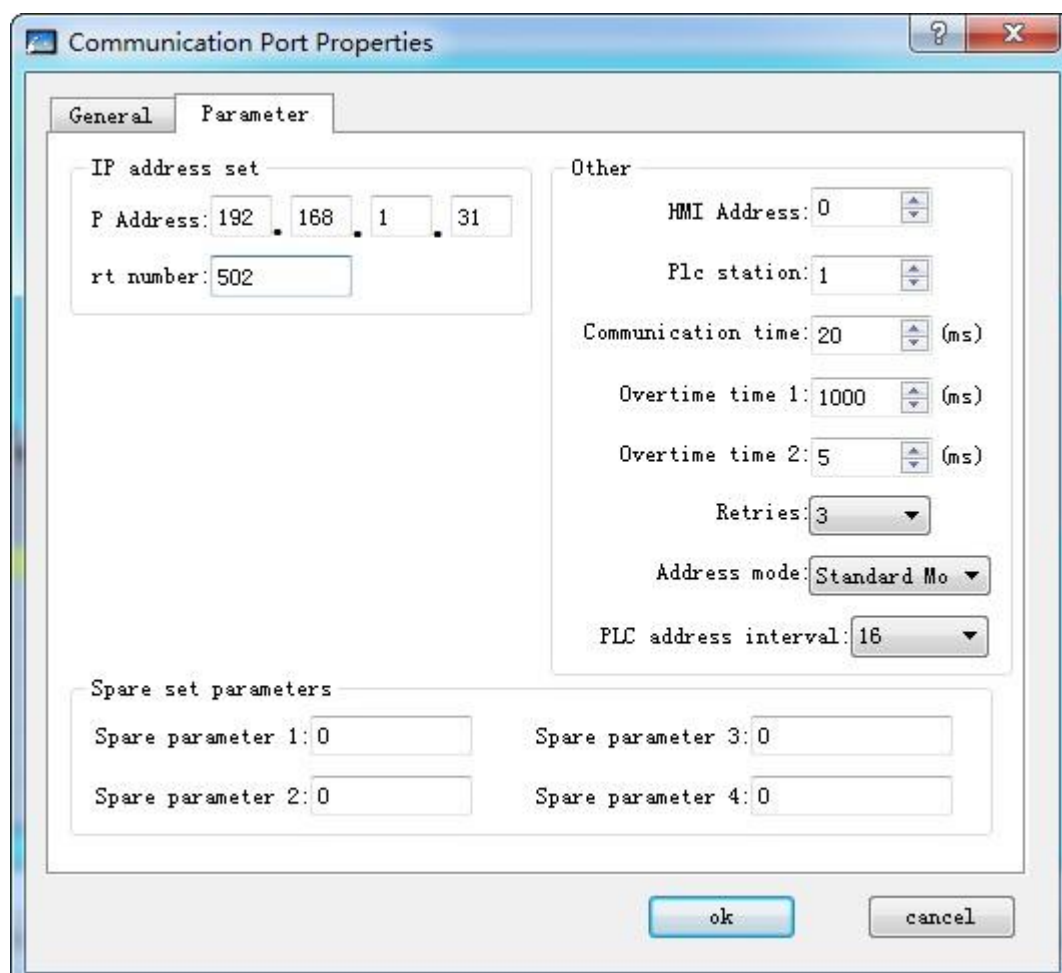 Communication Port Properties
General
Parameter
IP address set
P Address: 192 . 168 . 1 . 31
rt number: 502
Other
HMI Address: 0
Plc station: 1
Communication time: 20 (ms)
Overtime time 1: 1000 (ms)
Overtime time 2: 5 (ms)
Retries: 3
Address mode: Standard Mo
PLC address interval: 16
Spare set parameters
Spare parameter 1: 0
Spare parameter 3: 0
Spare parameter 2: 0
Spare parameter 4: 0
ok
cancel